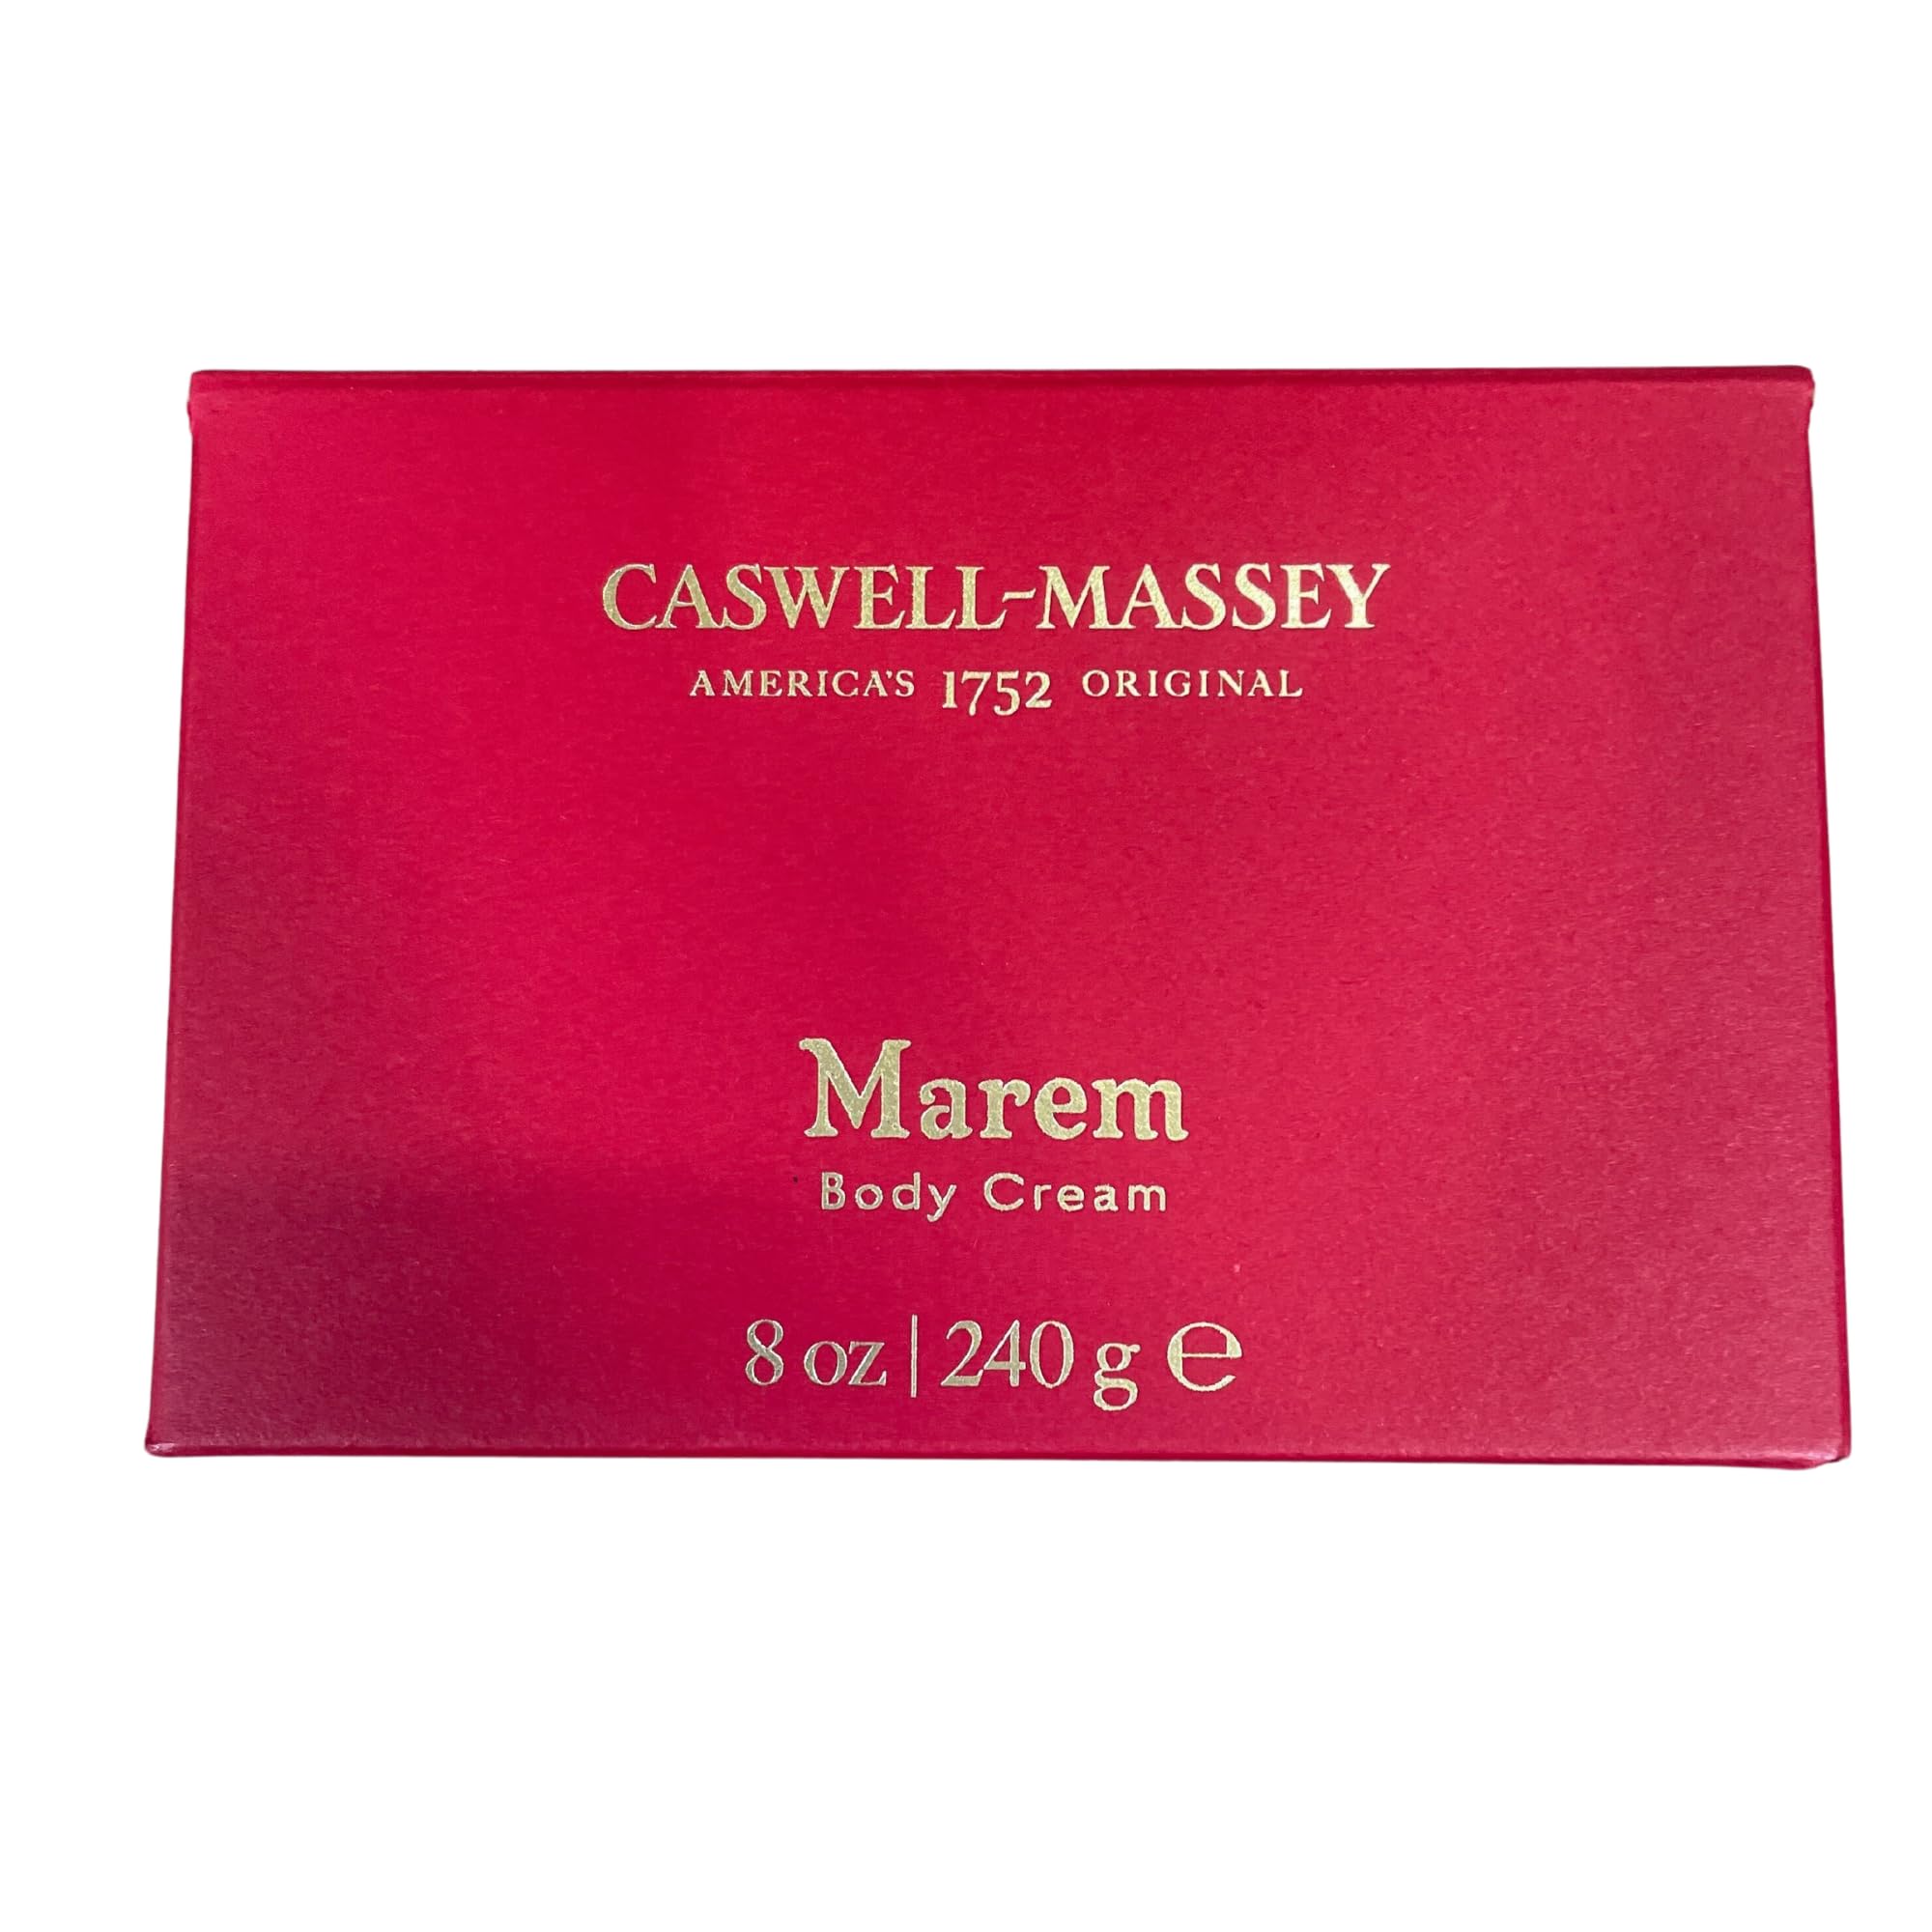 CASWELL-MASSEY
AMERICA'S 1752 ORIGINAL
Marem
Body Cream
8 oz | 240 g ℮